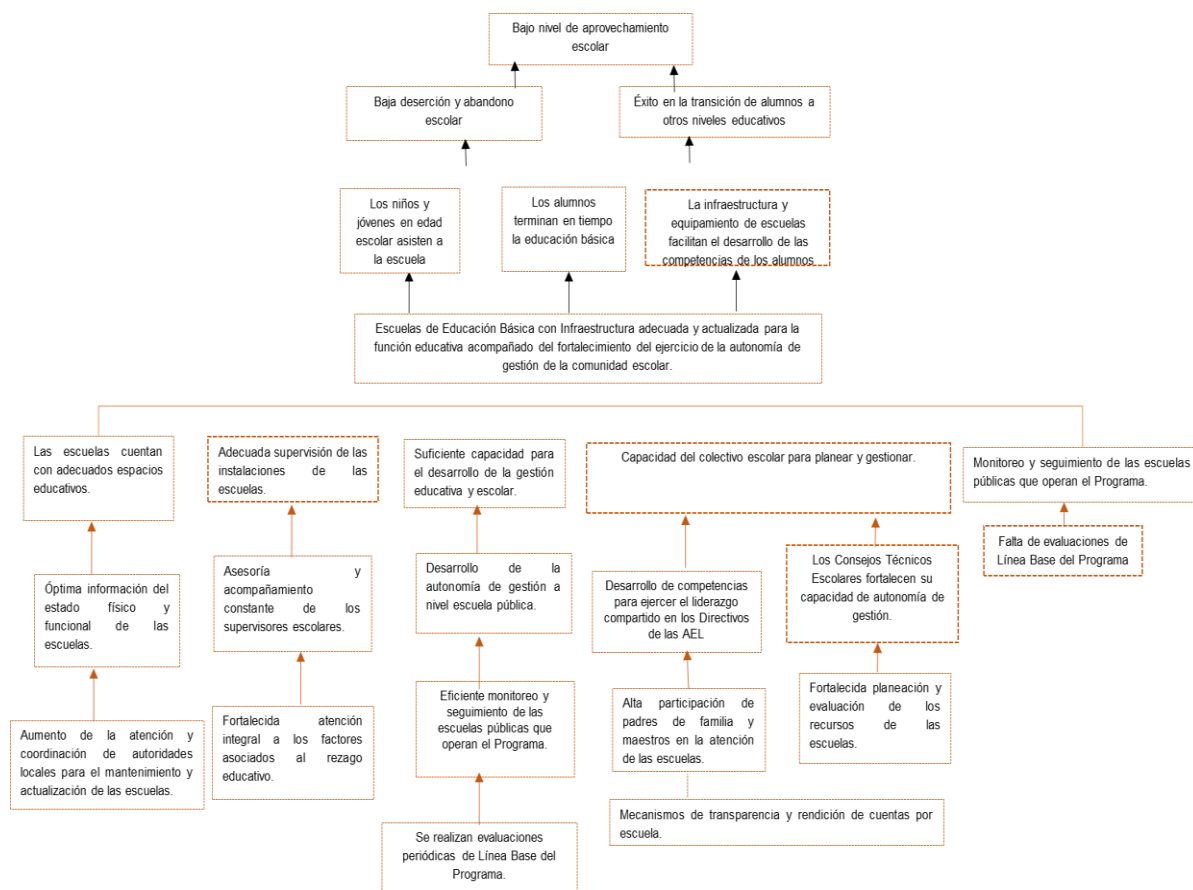 Bajo nivel de aprovechamiento
escolar
Baja deserción y abandono
escolar
Éxito en la transición de alumnos a
otros niveles educativos
Los niños y
jóvenes en edad
escolar asisten a
la escuela
Los alumnos
terminan en tiempo
la educación básica
La infraestructura y
equipamiento de escuelas
facilitan el desarrollo de las
competencias de los alumnos
Escuelas de Educación Básica con Infraestructura adecuada y actualizada para la
función educativa acompañado del fortalecimiento del ejercicio de la autonomía de
gestión de la comunidad escolar.
Las escuelas cuentan
con adecuados espacios
educativos.
Adecuada supervisión de las
instalaciones de las
escuelas.
Suficiente capacidad para
el desarrollo de la gestión
educativa y escolar.
Capacidad del colectivo escolar para planear y gestionar.
Monitoreo y seguimiento de las escuelas
públicas que operan el Programa.
Óptima información del
estado físico y
funcional de las
escuelas.
Asesoría y
acompañamiento
constante de los
supervisores escolares.
Desarrollo de la
autonomía de gestión a
nivel escuela pública.
Desarrollo de competencias
para ejercer el liderazgo
compartido en los Directivos
de las AEL
Los Consejos Técnicos
Escolares fortalecen su
capacidad de autonomía de
gestión.
Falta de evaluaciones de
Línea Base del Programa
Aumento de la atención y
coordinación de autoridades
locales para el mantenimiento y
actualización de las escuelas.
Fortalecida atención
integral a los factores
asociados al rezago
educativo.
Eficiente monitoreo y
seguimiento de las
escuelas públicas que
operan el Programa.
Alta participación de
padres de familia y
maestros en la atención
de las escuelas.
Fortalecida planeación y
evaluación de los
recursos de las
escuelas.
Se realizan evaluaciones
periódicas de Línea Base del
Programa.
Mecanismos de transparencia y rendición de cuentas por
escuela.